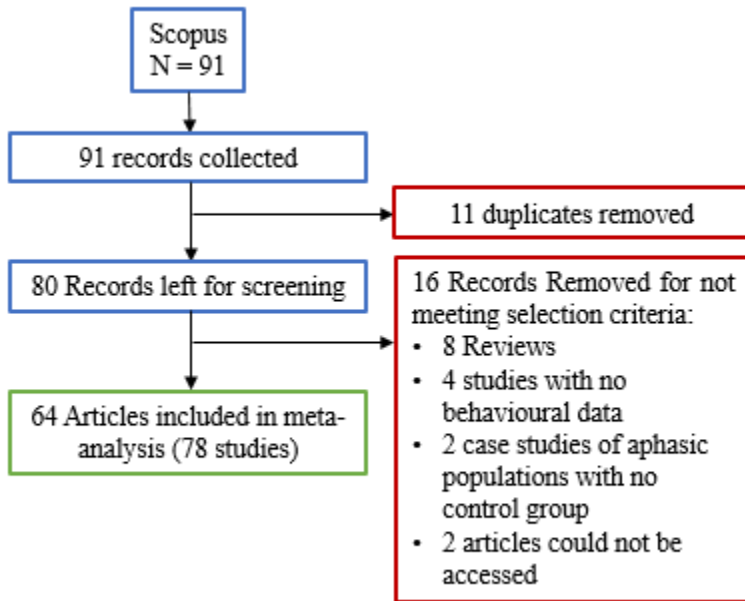 Scopus
N = 91
91 records collected
11 duplicates removed
80 Records left for screening
16 Records Removed for not
meeting selection criteria:
• 8 Reviews
• 4 studies with no
behavioural data
• 2 case studies of aphasic
populations with no
control group
• 2 articles could not be
accessed
64 Articles included in meta-
analysis (78 studies)